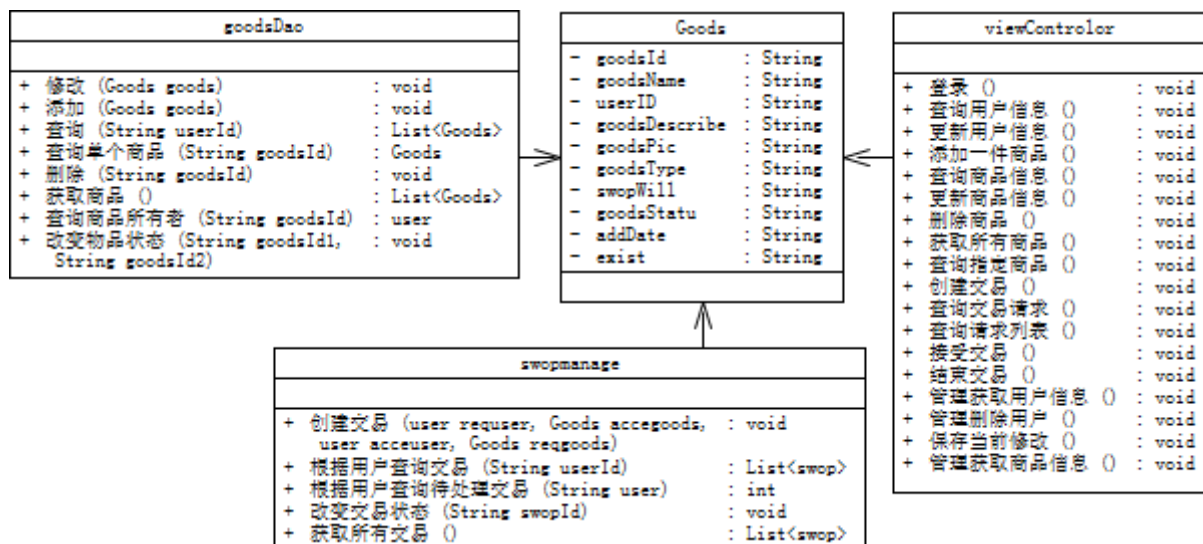 goodsDao
+ 修改 (Goods goods) : void
+ 添加 (Goods goods) : void
+ 查询 (String userId) : List<Goods>
+ 查询单个商品 (String goodsId) : Goods
+ 删除 (String goodsId) : void
+ 获取商品 () : List<Goods>
+ 查询商品所有者 (String goodsId) : user
+ 改变物品状态 (String goodsId1, : void
String goodsId2)
Goods
- goodsId : String
- goodsName : String
- userID : String
- goodsDescribe : String
- goodsPic : String
- goodsType : String
- swopWill : String
- goodsStatu : String
- addDate : String
- exist : String
viewControlor
+ 登录 () : void
+ 查询用户信息 () : void
+ 更新用户信息 () : void
+ 添加一件商品 () : void
+ 查询商品信息 () : void
+ 更新商品信息 () : void
+ 删除商品 () : void
+ 获取所有商品 () : void
+ 查询指定商品 () : void
+ 创建交易 () : void
+ 查询交易请求 () : void
+ 查询请求列表 () : void
+ 接受交易 () : void
+ 结束交易 () : void
+ 管理获取用户信息 () : void
+ 管理删除用户 () : void
+ 保存当前修改 () : void
+ 管理获取商品信息 () : void
swopmanage
+ 创建交易 (user requser, Goods accegoods, : void
user acceuser, Goods reqgoods)
+ 根据用户查询交易 (String userId) : List<swop>
+ 根据用户查询待处理交易 (String user) : int
+ 改变交易状态 (String swopId) : void
+ 获取所有交易 () : List<swop>